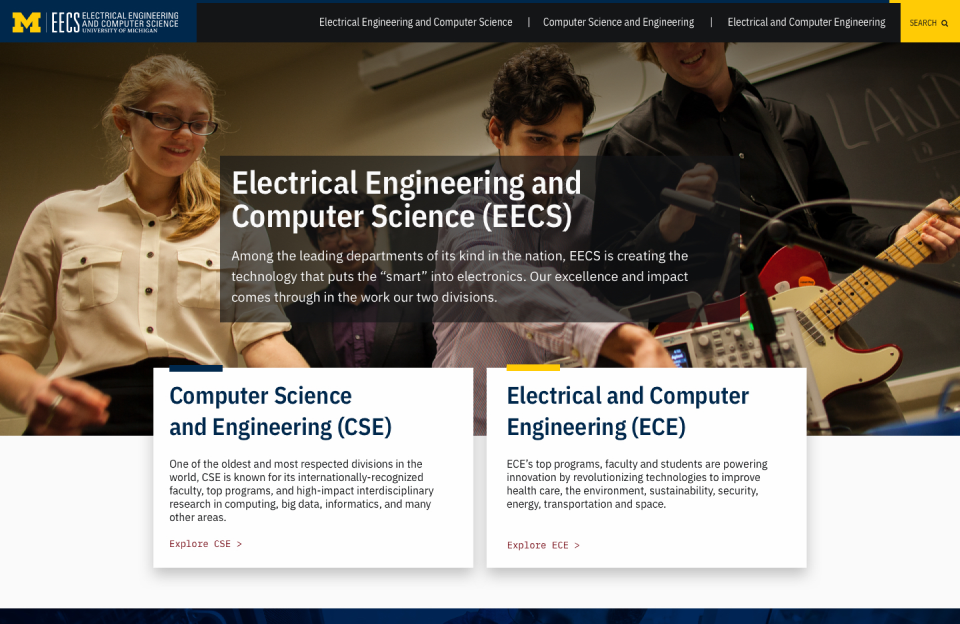 M EECS ELECTRICAL ENGINEERING
AND COMPUTER SCIENCE
UNIVERSITY OF MICHIGAN
Electrical Engineering and Computer Science | Computer Science and Engineering | Electrical and Computer Engineering
SEARCH
LAND
Electrical Engineering and
Computer Science (EECS)
Among the leading departments of its kind in the nation, EECS is creating the
technology that puts the “smart” into electronics. Our excellence and impact
comes through in the work our two divisions.
Computer Science
and Engineering (CSE)
One of the oldest and most respected divisions in the
world, CSE is known for its internationally-recognized
faculty, top programs, and high-impact interdisciplinary
research in computing, big data, informatics, and many
other areas.
Explore CSE >
Electrical and Computer
Engineering (ECE)
ECE’s top programs, faculty and students are powering
innovation by revolutionizing technologies to improve
health care, the environment, sustainability, security,
energy, transportation and space.
Explore ECE >